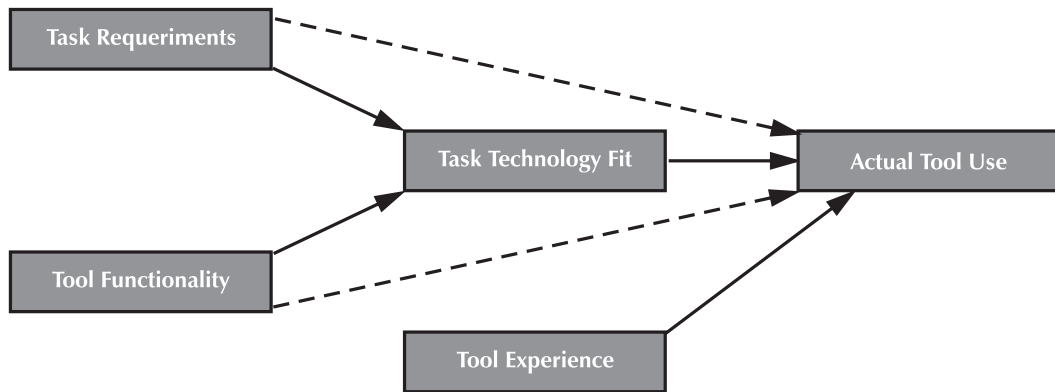 Task Requeriments
Task Technology Fit
Actual Tool Use
Tool Functionality
Tool Experience